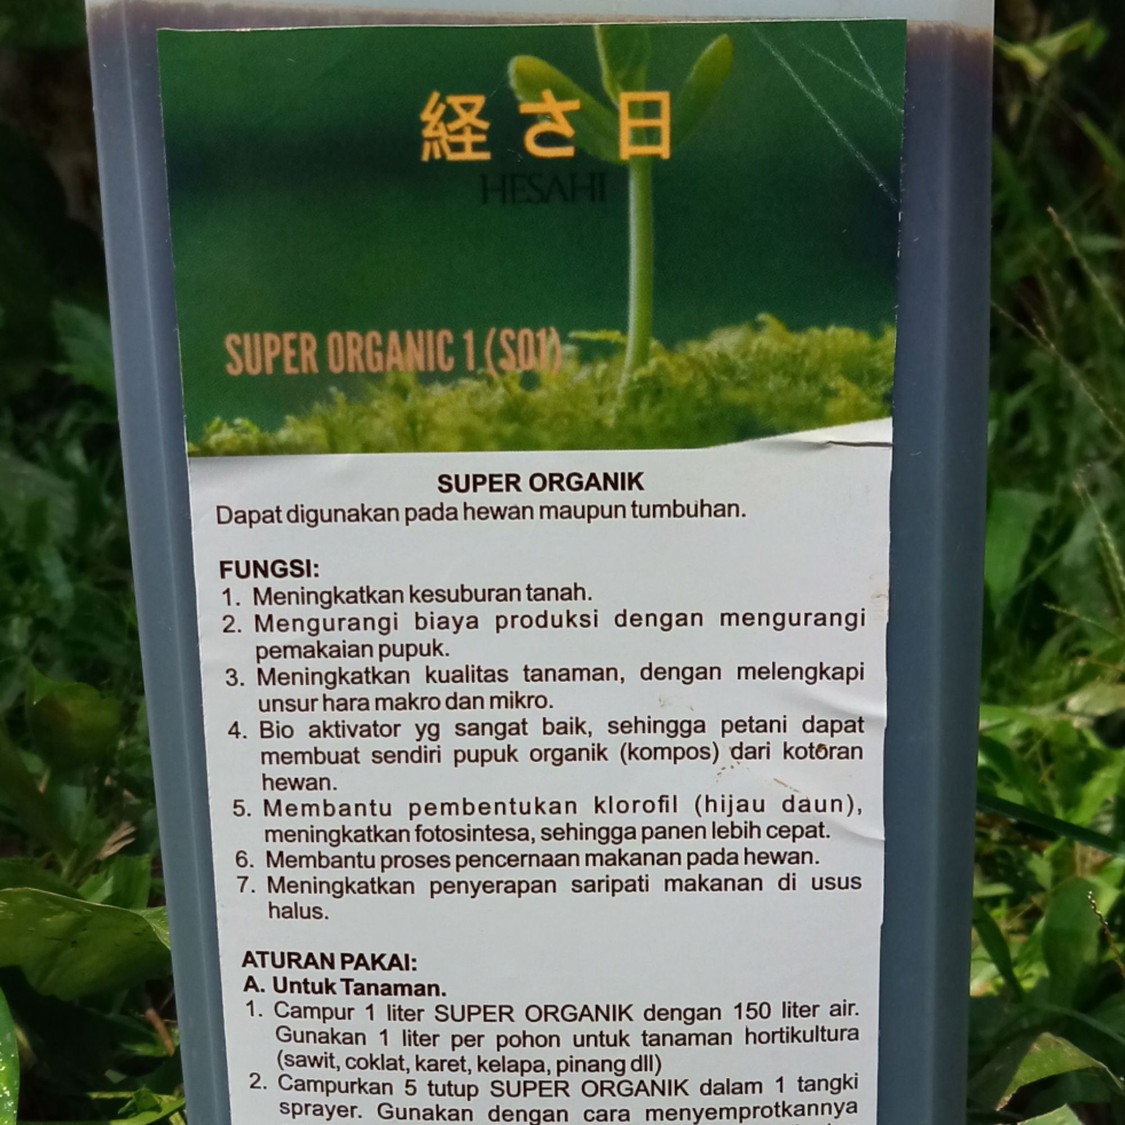 経さ日
HESAHI
SUPER ORGANIC 1 (SO1)
SUPER ORGANIK
Dapat digunakan pada hewan maupun tumbuhan.
FUNGSI:
1. Meningkatkan kesuburan tanah.
2. Mengurangi biaya produksi dengan mengurangi
pemakaian pupuk.
3. Meningkatkan kualitas tanaman, dengan melengkapi
unsur hara makro dan mikro.
4. Bio aktivator yg sangat baik, sehingga petani dapat
membuat sendiri pupuk organik (kompos) dari kotoran
hewan.
5. Membantu pembentukan klorofil (hijau daun),
meningkatkan fotosintesa, sehingga panen lebih cepat.
6. Membantu proses pencernaan makanan pada hewan.
7. Meningkatkan penyerapan saripati makanan di usus
halus.
ATURAN PAKAI:
A. Untuk Tanaman.
1. Campur 1 liter SUPER ORGANIK dengan 150 liter air.
Gunakan 1 liter per pohon untuk tanaman hortikultura
(sawit, coklat, karet, kelapa, pinang dll)
2. Campurkan 5 tutup SUPER ORGANIK dalam 1 tangki
sprayer. Gunakan dengan cara menyemprotkannya